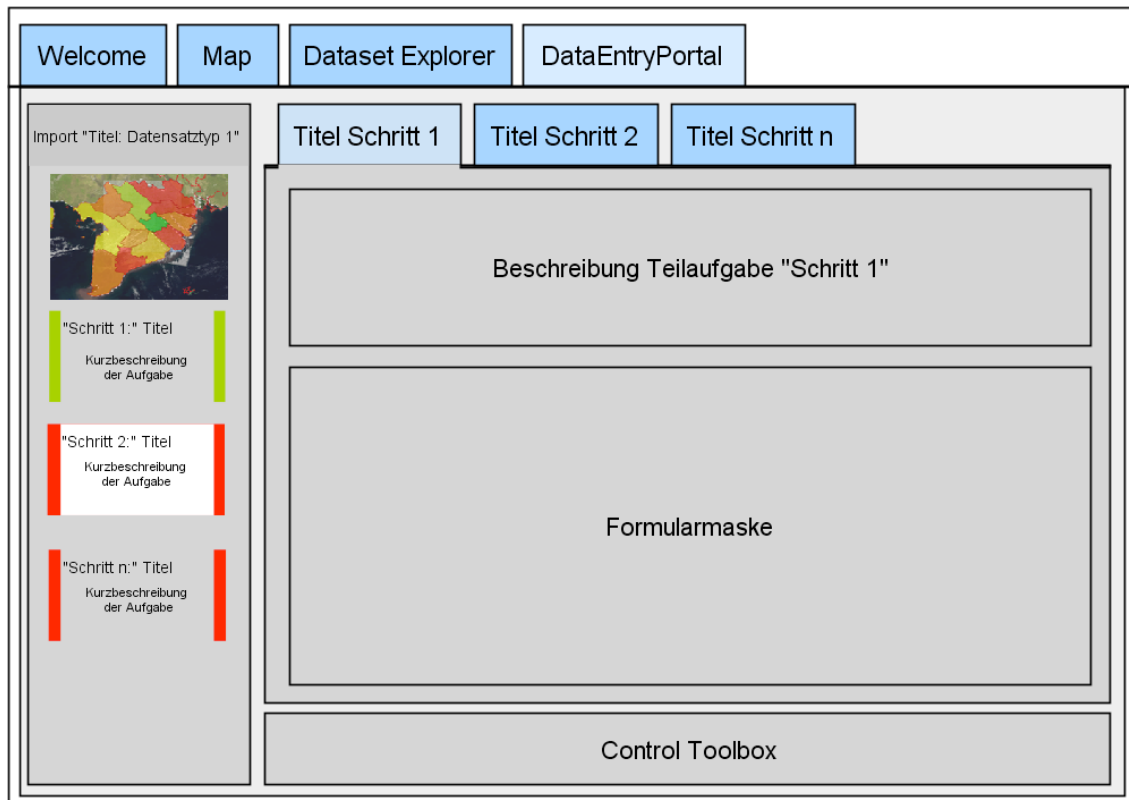 Welcome
Map
Dataset Explorer
DataEntryPortal
Import "Titel: Datensatztyp 1"
"Schritt 1:" Titel
Kurzbeschreibung
der Aufgabe
"Schritt 2:" Titel
Kurzbeschreibung
der Aufgabe
"Schritt n:" Titel
Kurzbeschreibung
der Aufgabe
Titel Schritt 1
Titel Schritt 2
Titel Schritt n
Beschreibung Teilaufgabe "Schritt 1"
Formularmaske
Control Toolbox